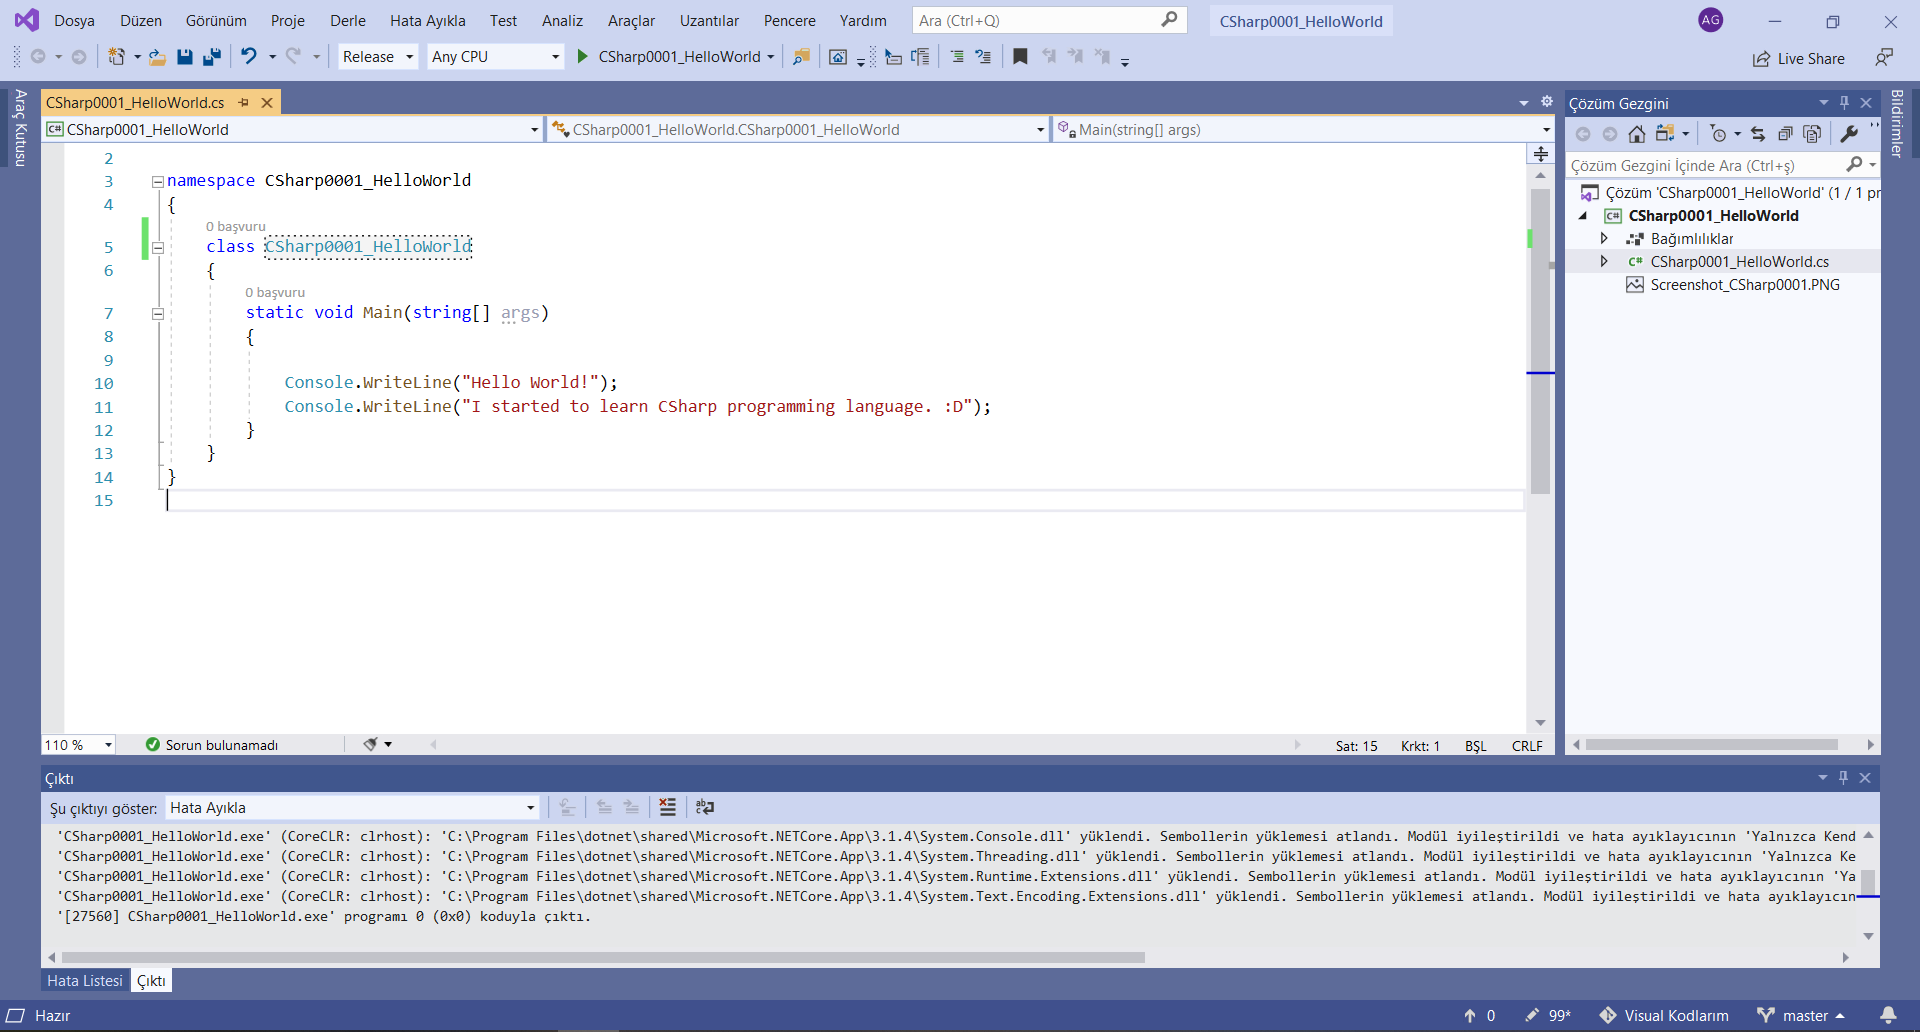 Dosya Düzen Görünüm Proje Derle Hata Ayıkla Test Analiz Araçlar Uzantılar Pencere Yardım Ara (Ctrl+Q) CSharp0001_HelloWorld AG
Release Any CPU CSharp0001_HelloWorld Live Share
Araç Kutusu
CSharp0001_HelloWorld.cs
CSharp0001_HelloWorld CSharp0001_HelloWorld.CSharp0001_HelloWorld Main(string[] args)
2
3 namespace CSharp0001_HelloWorld
4 {
0 başvuru
5 class CSharp0001_HelloWorld
6 {
0 başvuru
7 static void Main(string[] args)
8 {
9
10 Console.WriteLine("Hello World!");
11 Console.WriteLine("I started to learn CSharp programming language. :D");
12 }
13 }
14 }
15
110 % Sorun bulunamadı Sat: 15 Krkt: 1 BŞL CRLF
Çözüm Gezgini
Çözüm Gezgini İçinde Ara (Ctrl+ş)
Çözüm 'CSharp0001_HelloWorld' (1 / 1 pr
C# CSharp0001_HelloWorld
Bağımlılıklar
C# CSharp0001_HelloWorld.cs
Screenshot_CSharp0001.PNG
Bildirimler
Çıktı
Şu çıktıyı göster: Hata Ayıkla
'CSharp0001_HelloWorld.exe' (CoreCLR: clrhost): 'C:\Program Files\dotnet\shared\Microsoft.NETCore.App\3.1.4\System.Console.dll' yüklendi. Sembollerin yüklemesi atlandı. Modül iyileştirildi ve hata ayıklayıcının 'Yalnızca Kend
'CSharp0001_HelloWorld.exe' (CoreCLR: clrhost): 'C:\Program Files\dotnet\shared\Microsoft.NETCore.App\3.1.4\System.Threading.dll' yüklendi. Sembollerin yüklemesi atlandı. Modül iyileştirildi ve hata ayıklayıcının 'Yalnızca Ke
'CSharp0001_HelloWorld.exe' (CoreCLR: clrhost): 'C:\Program Files\dotnet\shared\Microsoft.NETCore.App\3.1.4\System.Runtime.Extensions.dll' yüklendi. Sembollerin yüklemesi atlandı. Modül iyileştirildi ve hata ayıklayıcının 'Ya
'CSharp0001_HelloWorld.exe' (CoreCLR: clrhost): 'C:\Program Files\dotnet\shared\Microsoft.NETCore.App\3.1.4\System.Text.Encoding.Extensions.dll' yüklendi. Sembollerin yüklemesi atlandı. Modül iyileştirildi ve hata ayıklayıcın
'[27560] CSharp0001_HelloWorld.exe' programı 0 (0x0) koduyla çıktı.
Hata Listesi Çıktı
Hazır 0 99* Visual Kodlarım master